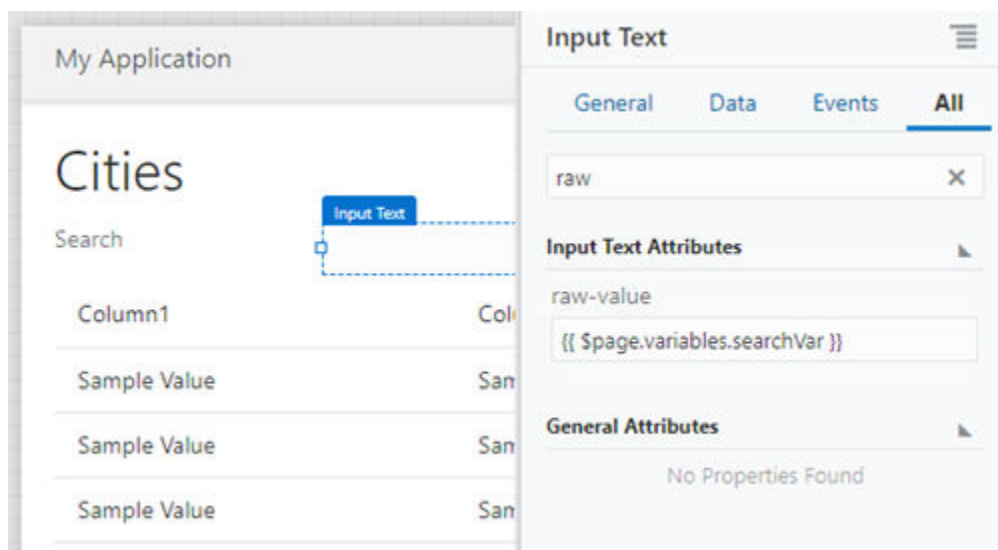 My Application
Cities
Input Text
Search
Column1
Sample Value
Sample Value
Sample Value
Input Text
General Data Events All
raw
Input Text Attributes
raw-value
{{ $page.variables.searchVar }}
General Attributes
No Properties Found